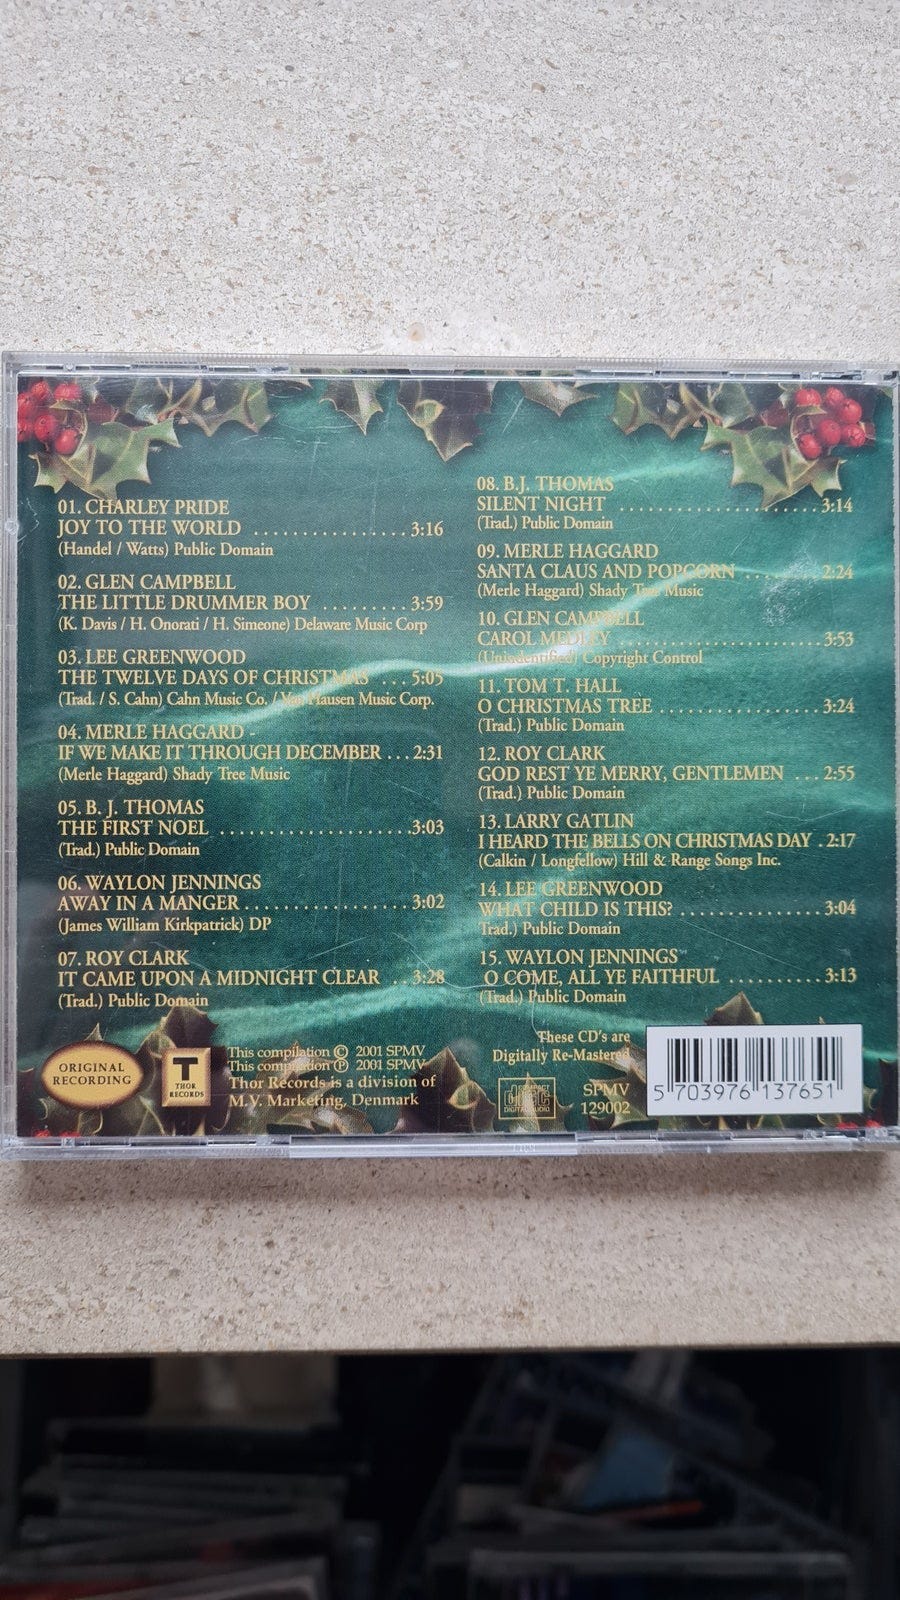 01. CHARLEY PRIDE
JOY TO THE WORLD ................ 3:16
(Handel / Watts) Public Domain
02. GLEN CAMPBELL
THE LITTLE DRUMMER BOY ......... 3:59
(K. Davis / H. Onorati / H. Simeone) Delaware Music Corp
03. LEE GREENWOOD
THE TWELVE DAYS OF CHRISTMAS ... 5:05
(Trad. / S. Cahn) Cahn Music Co. / Van Heusen Music Corp.
04. MERLE HAGGARD -
IF WE MAKE IT THROUGH DECEMBER ... 2:31
(Merle Haggard) Shady Tree Music
05. B. J. THOMAS
THE FIRST NOEL ....................3:03
(Trad.) Public Domain
06. WAYLON JENNINGS
AWAY IN A MANGER................. 3:02
(James William Kirkpatrick) DP
07. ROY CLARK
IT CAME UPON A MIDNIGHT CLEAR .. 3:28
(Trad.) Public Domain
08. B.J. THOMAS
SILENT NIGHT .....................3:14
(Trad.) Public Domain
09. MERLE HAGGARD
SANTA CLAUS AND POPCORN ........ 2:24
(Merle Haggard) Shady Tree Music
10. GLEN CAMPBELL
CAROL MEDLEY .....................3:53
(Unisdentified) Copyright Control
11. TOM T. HALL
O CHRISTMAS TREE .................3:24
(Trad.) Public Domain
12. ROY CLARK
GOD REST YE MERRY, GENTLEMEN ... 2:55
(Trad.) Public Domain
13. LARRY GATLIN
I HEARD THE BELLS ON CHRISTMAS DAY . 2:17
(Calkin / Longfellow) Hill & Range Songs Inc.
14. LEE GREENWOOD
WHAT CHILD IS THIS?............... 3:04
Trad.) Public Domain
15. WAYLON JENNINGS
O COME, ALL YE FAITHFUL .......... 3:13
(Trad.) Public Domain
ORIGINAL
RECORDING
T
THOR
RECORDS
This compilation © 2001 SPMV
This compilation ℗ 2001 SPMV
Thor Records is a division of
M.V. Marketing, Denmark
These CD's are
Digitally Re-Mastered
COMPACT
disc
DIGITAL AUDIO
SPMV
129002
5 703976 137651